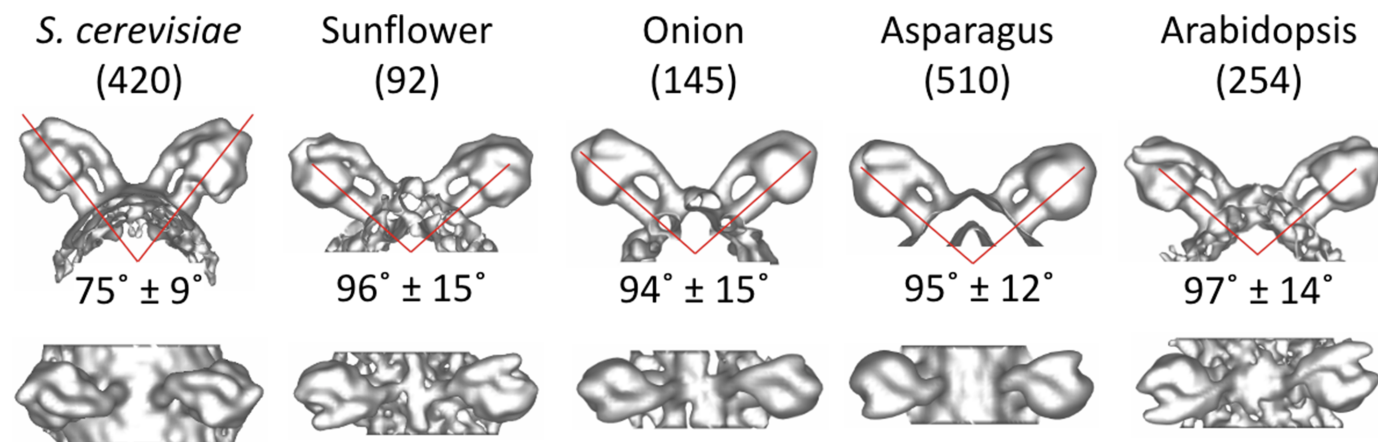 S. cerevisiae
(420)
Sunflower
(92)
Onion
(145)
Asparagus
(510)
Arabidopsis
(254)
75˚ ± 9˚
96˚ ± 15˚
94˚ ± 15˚
95˚ ± 12˚
97˚ ± 14˚